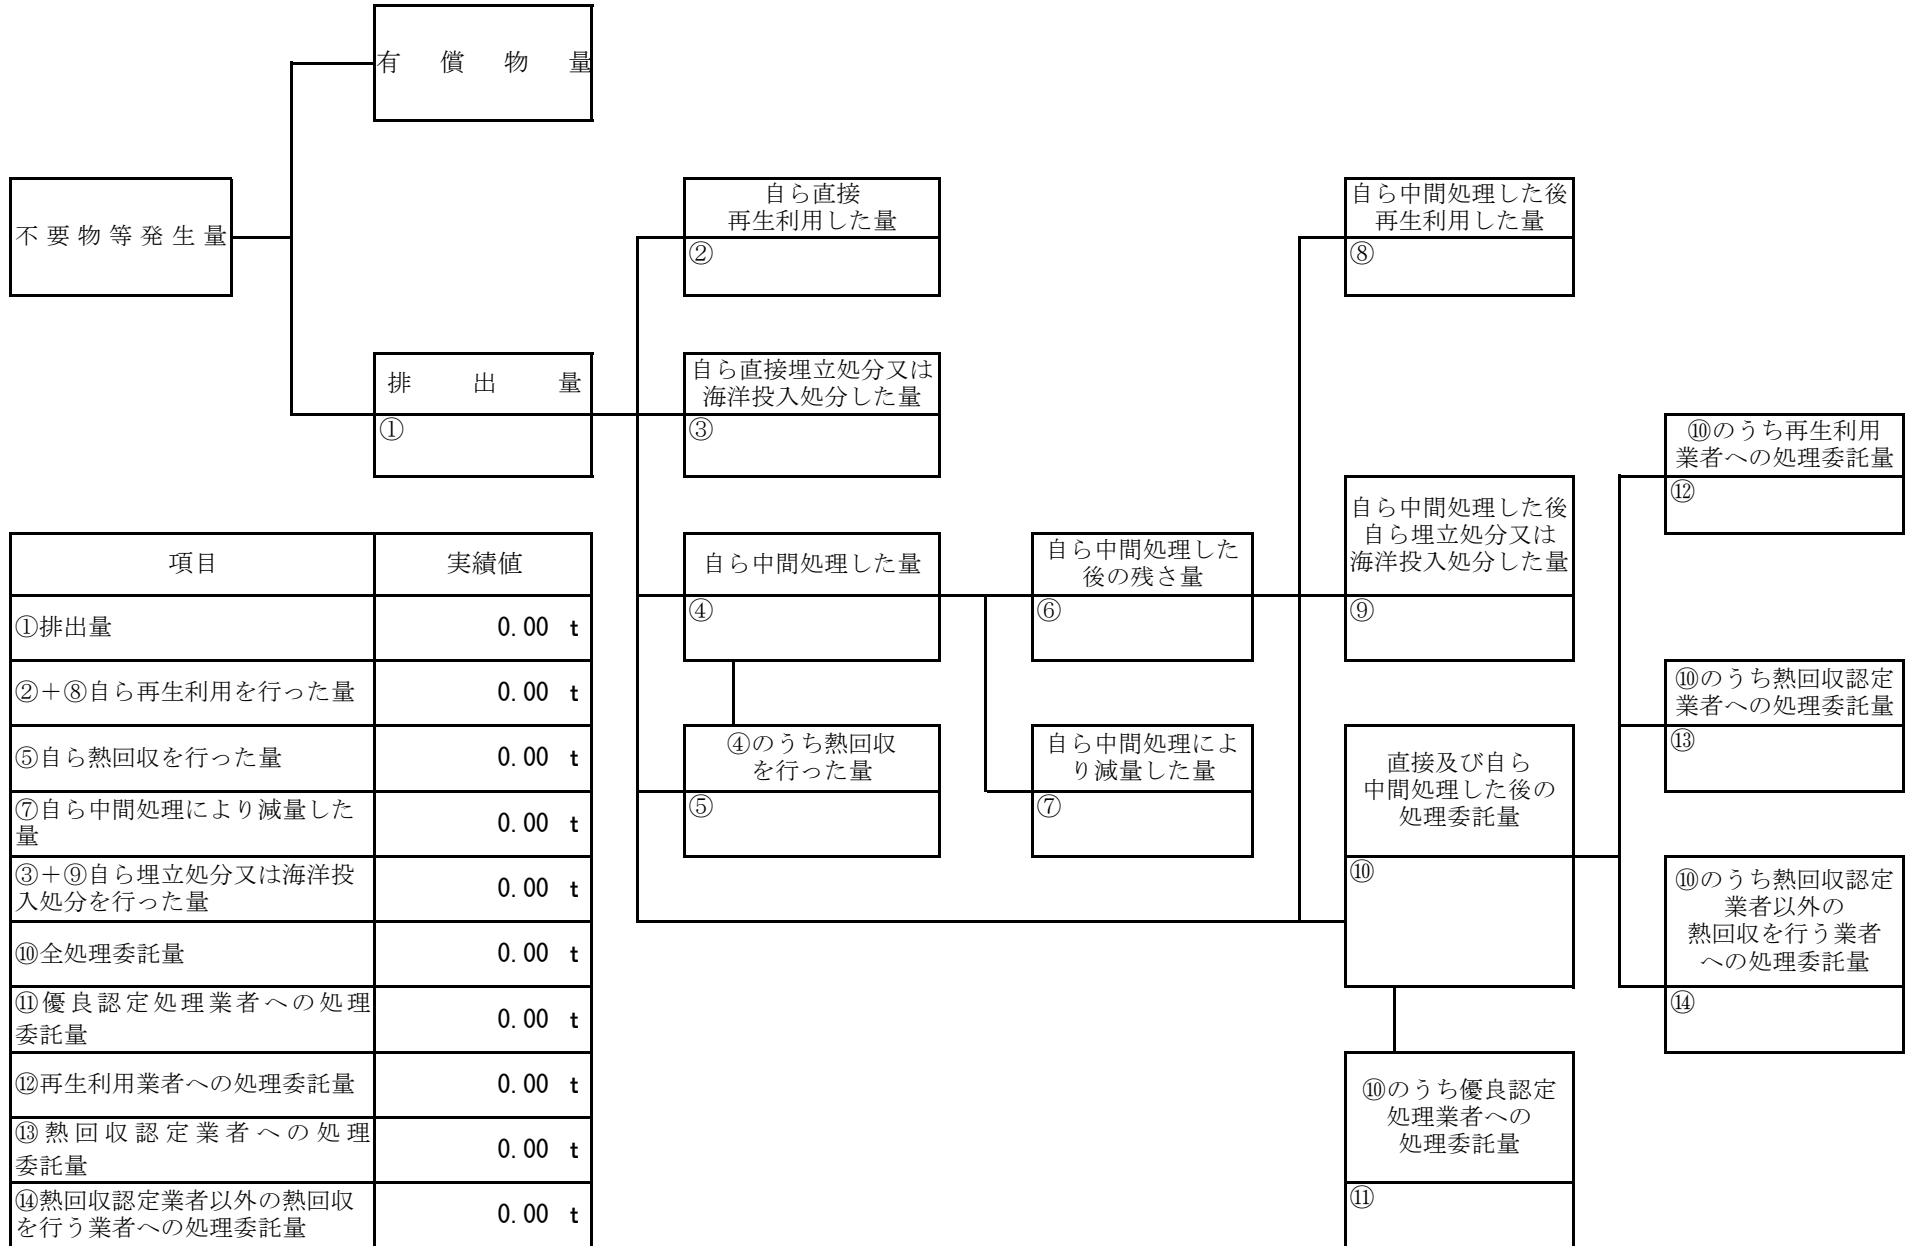 有償物量
不要物等発生量
排出量
①
自ら直接
再生利用した量
②
自ら直接埋立処分又は
海洋投入処分した量
③
自ら中間処理した量
④
④のうち熱回収
を行った量
⑤
自ら中間処理した
後の残さ量
⑥
自ら中間処理によ
り減量した量
⑦
自ら中間処理した後
再生利用した量
⑧
自ら中間処理した後
自ら埋立処分又は
海洋投入処分した量
⑨
直接及び自ら
中間処理した後の
処理委託量
⑩
⑩のうち優良認定
処理業者への
処理委託量
⑪
⑩のうち再生利用
業者への処理委託量
⑫
⑩のうち熱回収認定
業者への処理委託量
⑬
⑩のうち熱回収認定
業者以外の
熱回収を行う業者
への処理委託量
⑭
項目 実績値
①排出量 0.00 t
②+⑧自ら再生利用を行った量 0.00 t
⑤自ら熱回収を行った量 0.00 t
⑦自ら中間処理により減量した
量 0.00 t
③+⑨自ら埋立処分又は海洋投
入処分を行った量 0.00 t
⑩全処理委託量 0.00 t
⑪優良認定処理業者への処理
委託量 0.00 t
⑫再生利用業者への処理委託量 0.00 t
⑬熱回収認定業者への処理
委託量 0.00 t
⑭熱回収認定業者以外の熱回収
を行う業者への処理委託量 0.00 t